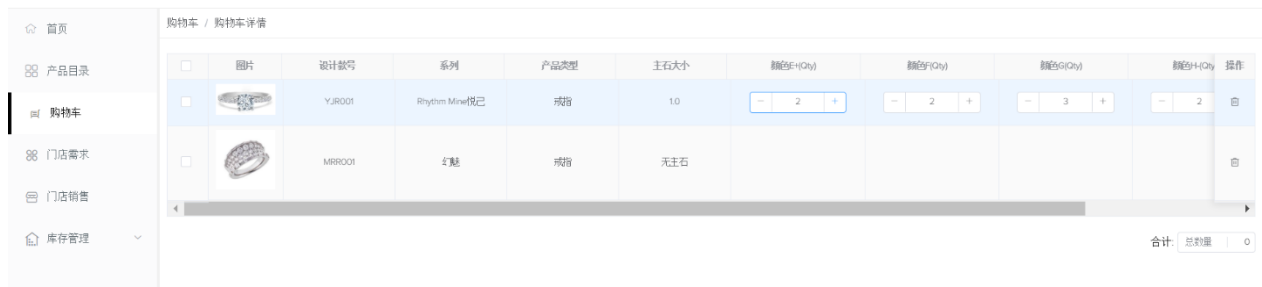 首页
产品目录
购物车
门店需求
门店销售
库存管理
购物车 / 购物车详情
图片 设计款号 系列 产品类型 主石大小 颜色E+(Qty) 颜色F(Qty) 颜色G(Qty) 颜色H-(Qty 操作
YJR001 Rhythm Mine悦己 戒指 1.0 − 2 + − 2 + − 3 + − 2
MRR001 幻魅 戒指 无主石
合计: 总数量 0